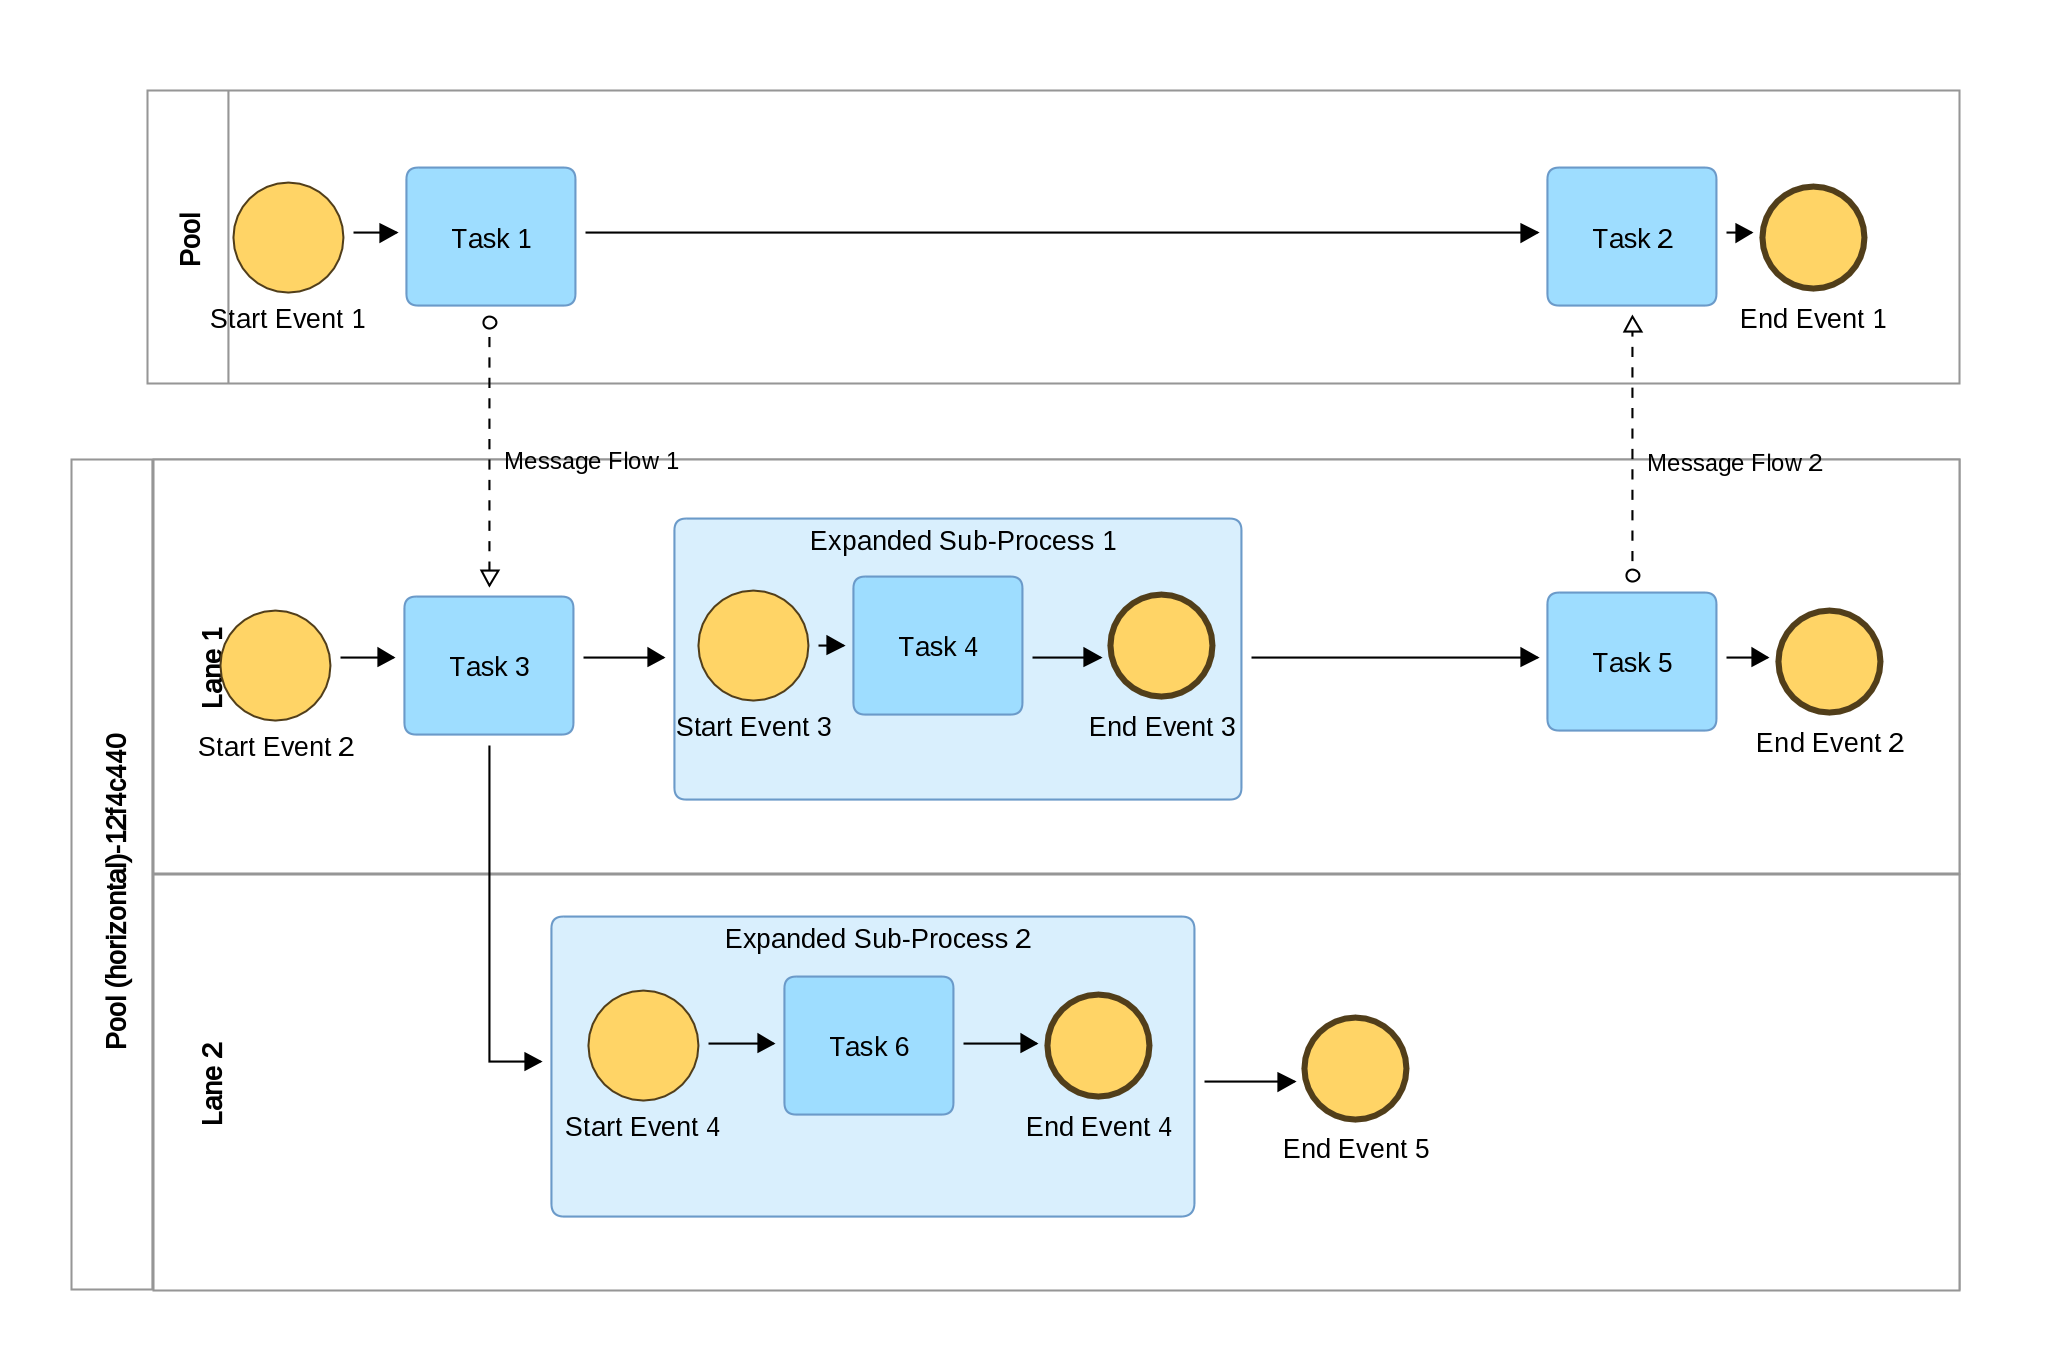 Pool
Task 1
Task 2
Start Event 1
End Event 1
Message Flow 1
Message Flow 2
Pool (horizontal)-12f4c440
Lane 1
Expanded Sub-Process 1
Task 3
Task 4
Task 5
Start Event 2
Start Event 3
End Event 3
End Event 2
Lane 2
Expanded Sub-Process 2
Task 6
Start Event 4
End Event 4
End Event 5